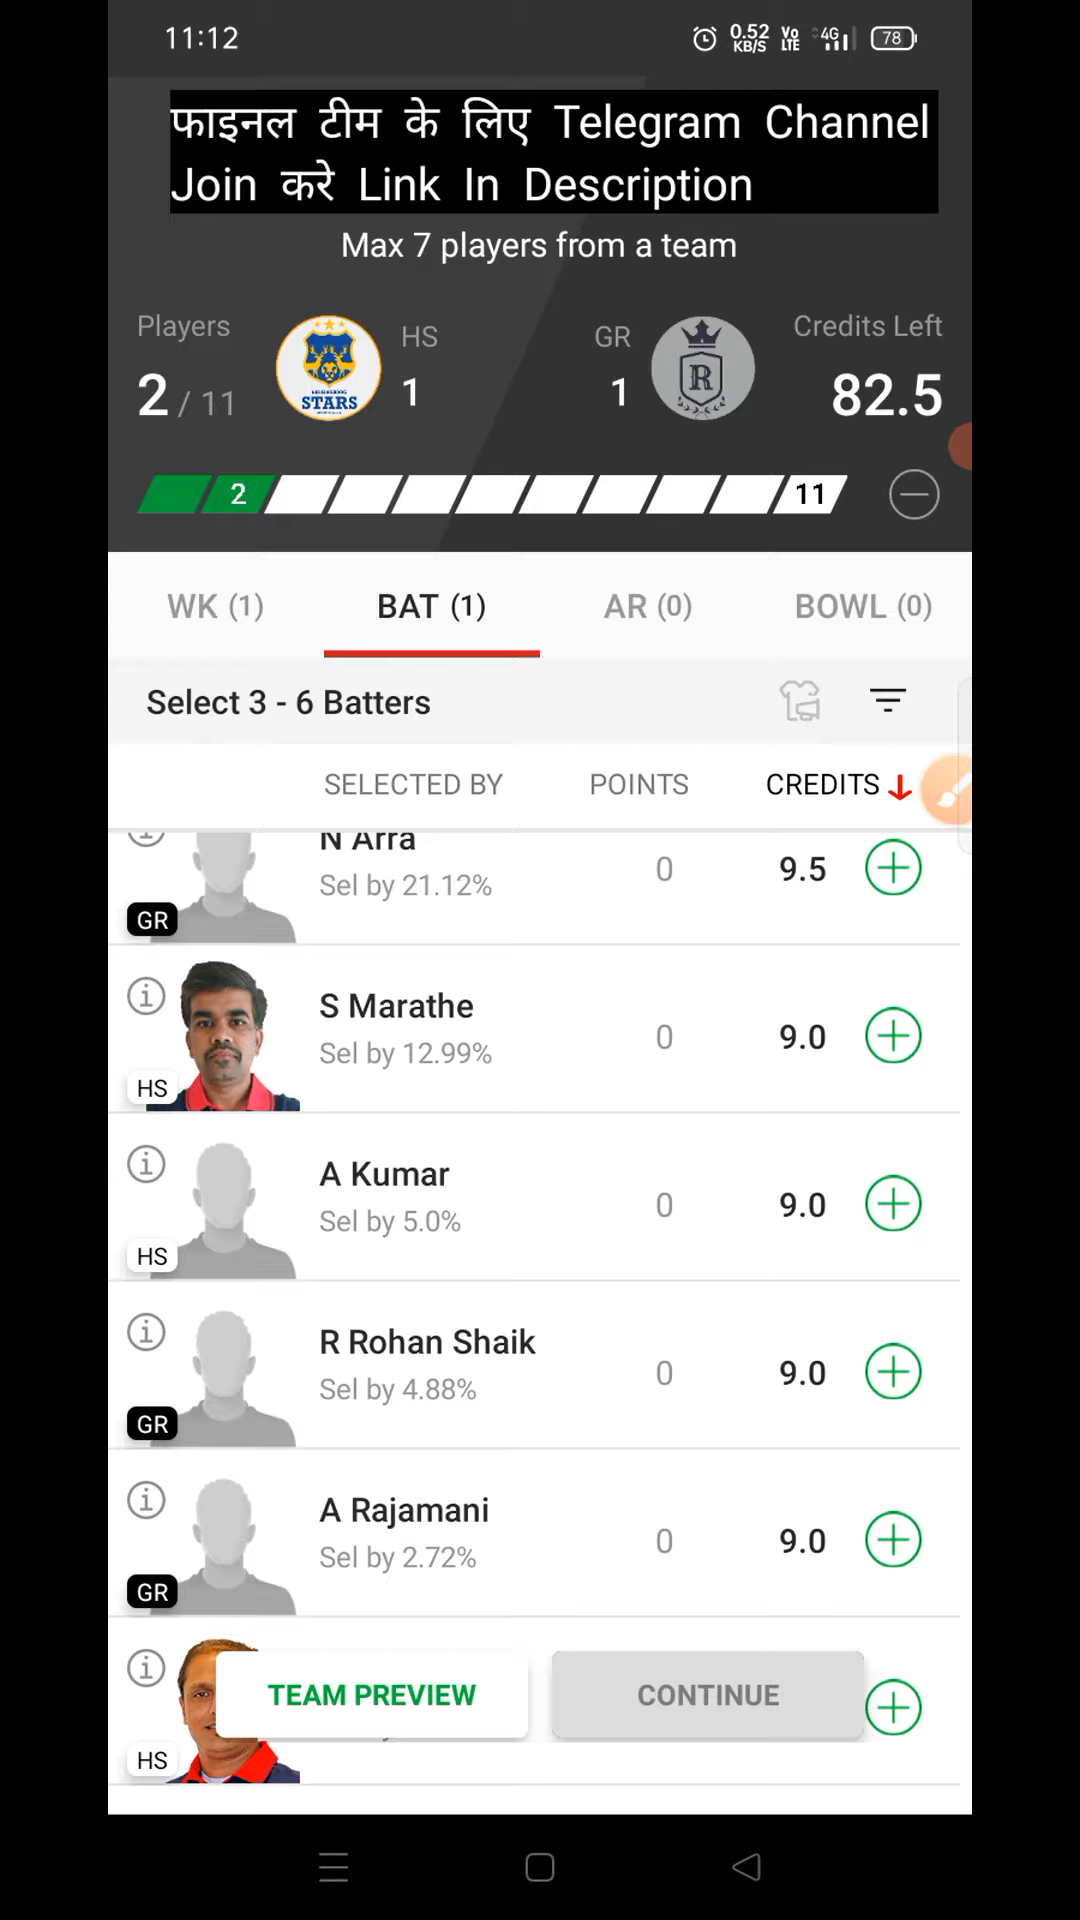 11:12
0.52 KB/S Vo LTE 4G 78
फाइनल टीम के लिए Telegram Channel
Join करे Link In Description
Max 7 players from a team
Players HS GR Credits Left
2 / 11 1 1 82.5
STARS R
2 11
WK (1) BAT (1) AR (0) BOWL (0)
Select 3 - 6 Batters
SELECTED BY POINTS CREDITS
N Arra
Sel by 21.12% 0 9.5
GR
S Marathe
Sel by 12.99% 0 9.0
HS
A Kumar
Sel by 5.0% 0 9.0
HS
R Rohan Shaik
Sel by 4.88% 0 9.0
GR
A Rajamani
Sel by 2.72% 0 9.0
GR
TEAM PREVIEW CONTINUE
HS